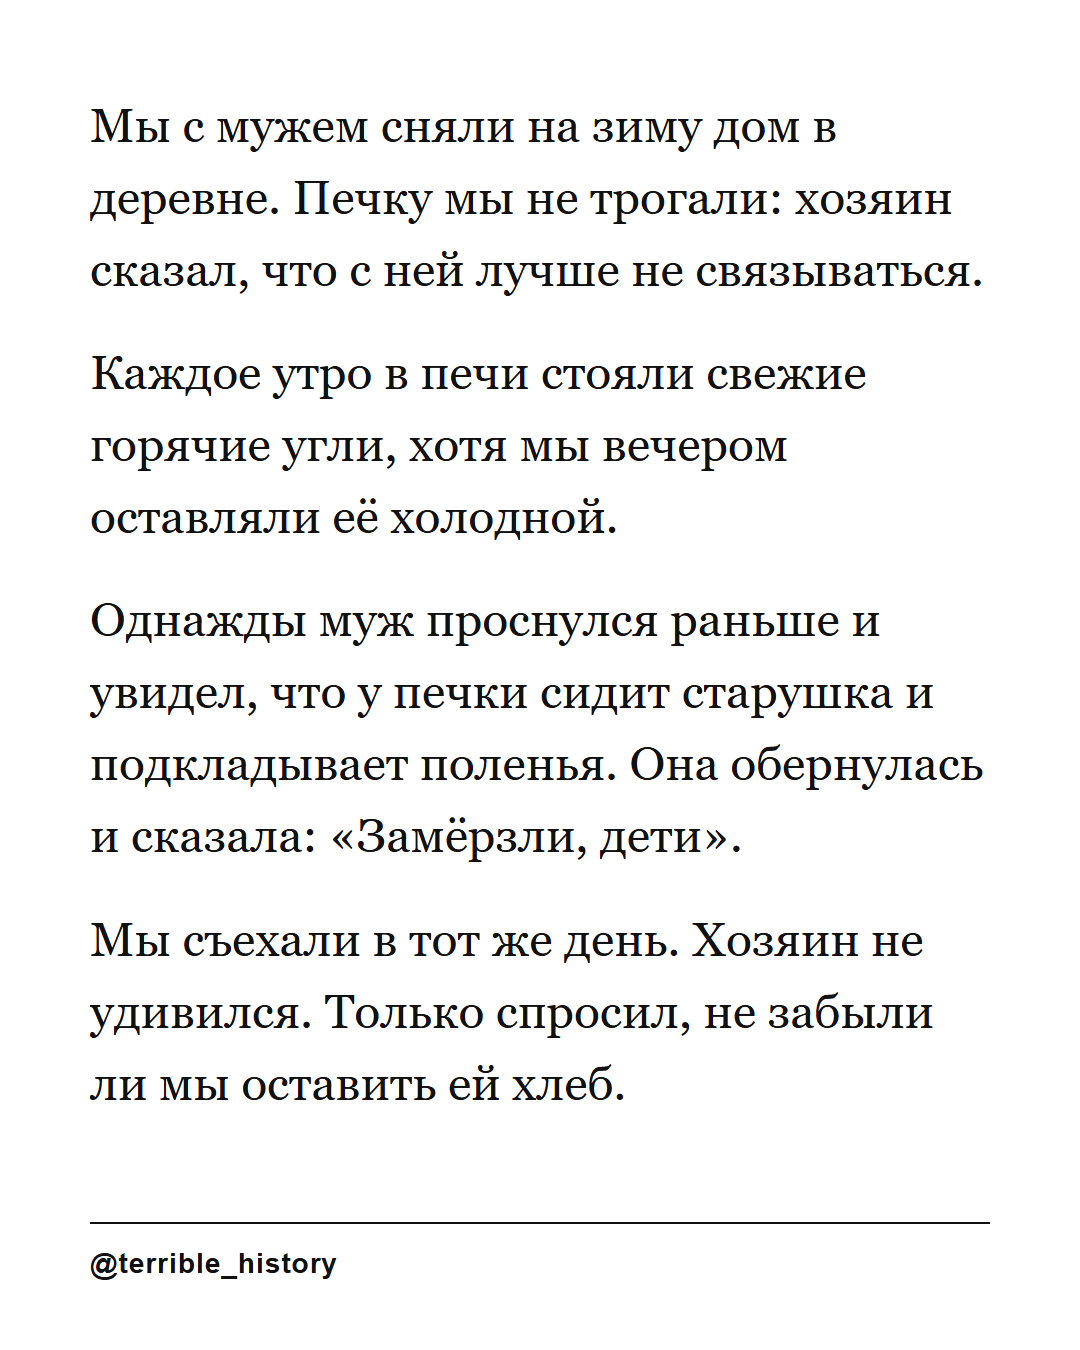 Мы с мужем сняли на зиму дом в
деревне. Печку мы не трогали: хозяин
сказал, что с ней лучше не связываться.
Каждое утро в печи стояли свежие
горячие угли, хотя мы вечером
оставляли её холодной.
Однажды муж проснулся раньше и
увидел, что у печки сидит старушка и
подкладывает поленья. Она обернулась
и сказала: «Замёрзли, дети».
Мы съехали в тот же день. Хозяин не
удивился. Только спросил, не забыли
ли мы оставить ей хлеб.
@terrible_history